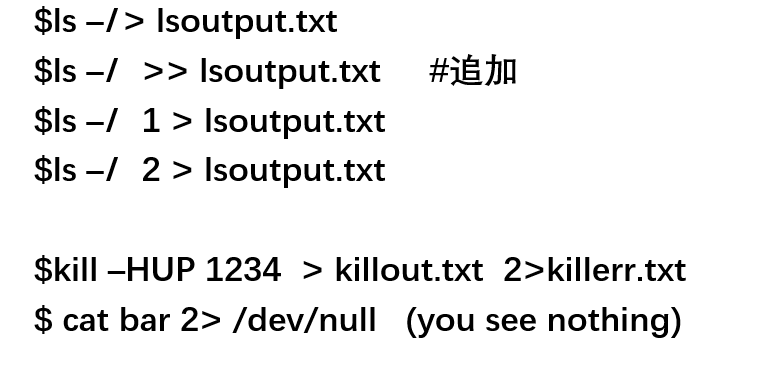 $ls –/ > lsoutput.txt
$ls –/ >> lsoutput.txt #追加
$ls –/ 1 > lsoutput.txt
$ls –/ 2 > lsoutput.txt
$kill –HUP 1234 > killout.txt 2>killerr.txt
$ cat bar 2> /dev/null (you see nothing)